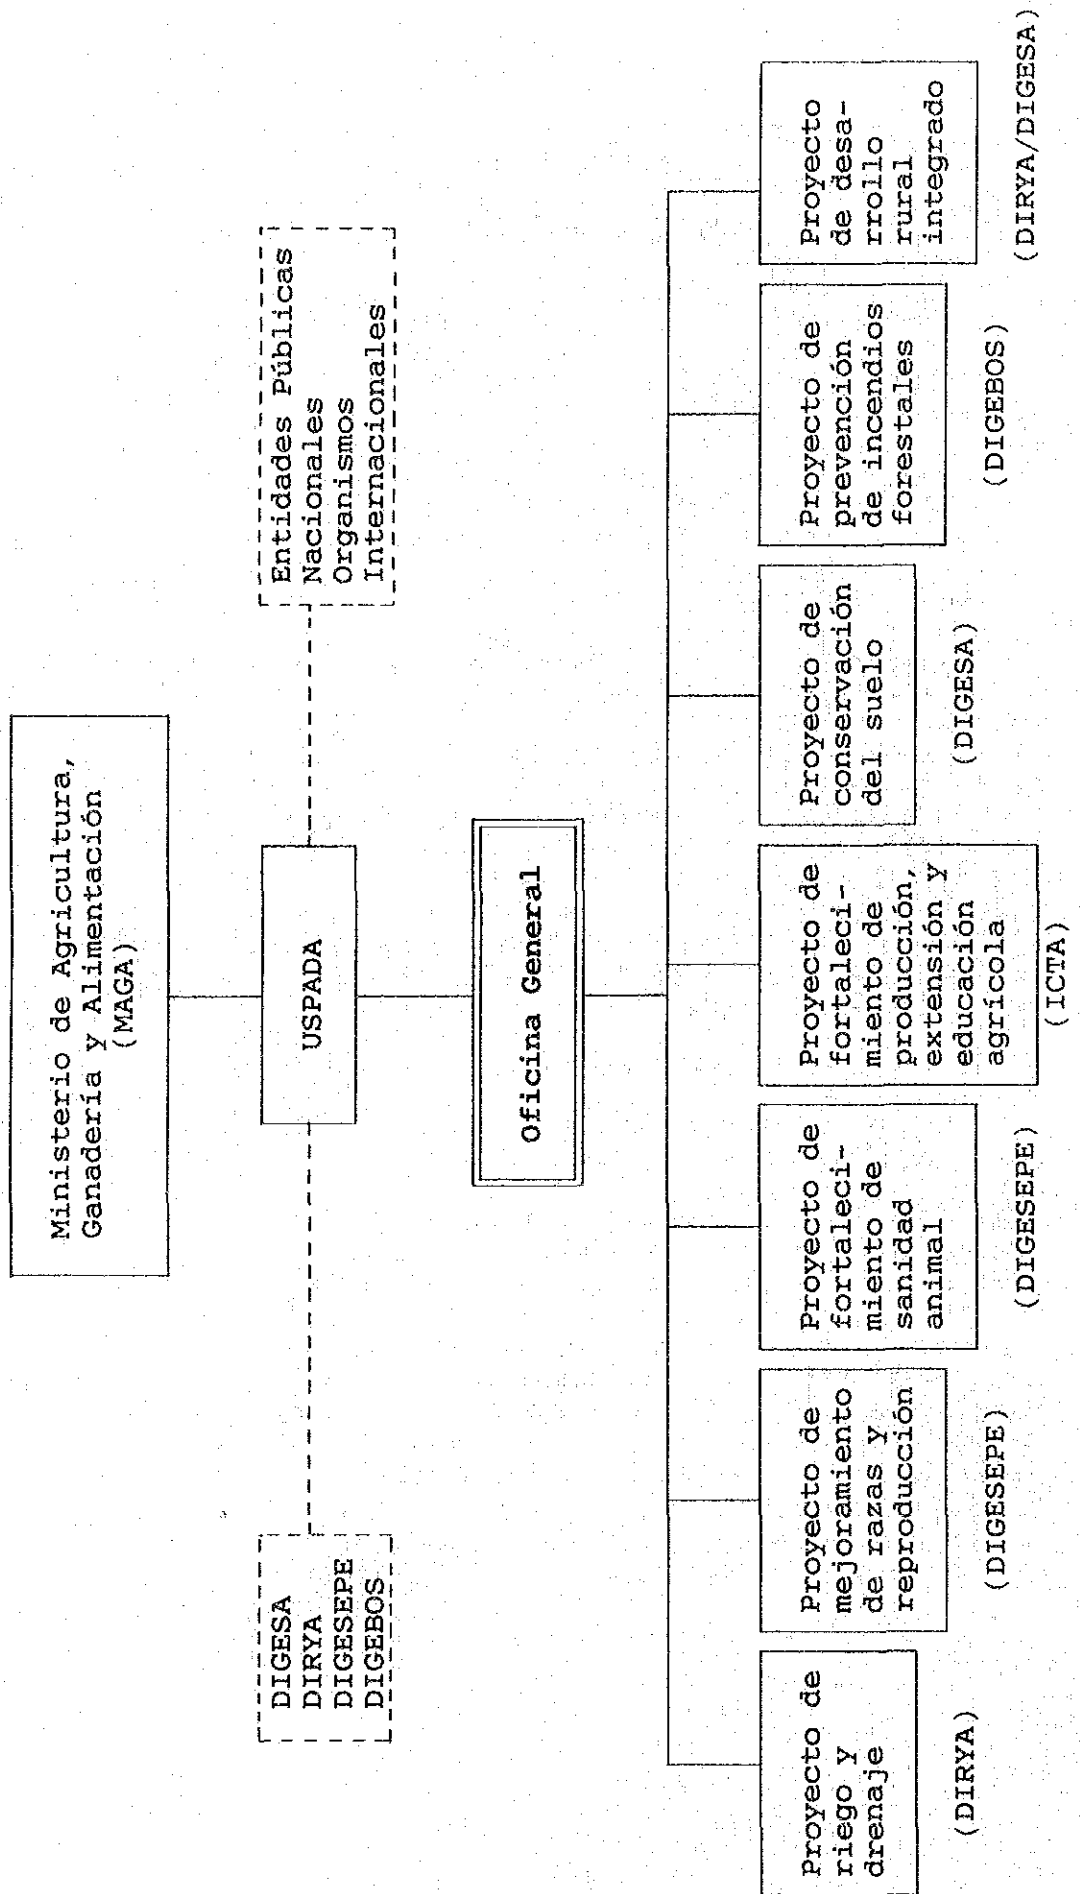 Ministerio de Agricultura,
Ganadería y Alimentación
(MAGA)
DIGESA
DIRYA
DIGESEPE
DIGEBOS
USPADA
Entidades Públicas
Nacionales
Organismos
Internacionales
Oficina General
Proyecto de
riego y
drenaje
(DIRYA)
Proyecto de
mejoramiento
de razas y
reproducción
(DIGESEPE)
Proyecto de
fortaleci-
miento de
sanidad
animal
(DIGESEPE)
Proyecto de
fortaleci-
miento de
producción,
extensión y
educación
agrícola
(ICTA)
Proyecto de
conservación
del suelo
(DIGESA)
Proyecto de
prevención
de incendios
forestales
(DIGEBOS)
Proyecto
de desa-
rrollo
rural
integrado
(DIRYA/DIGESA)